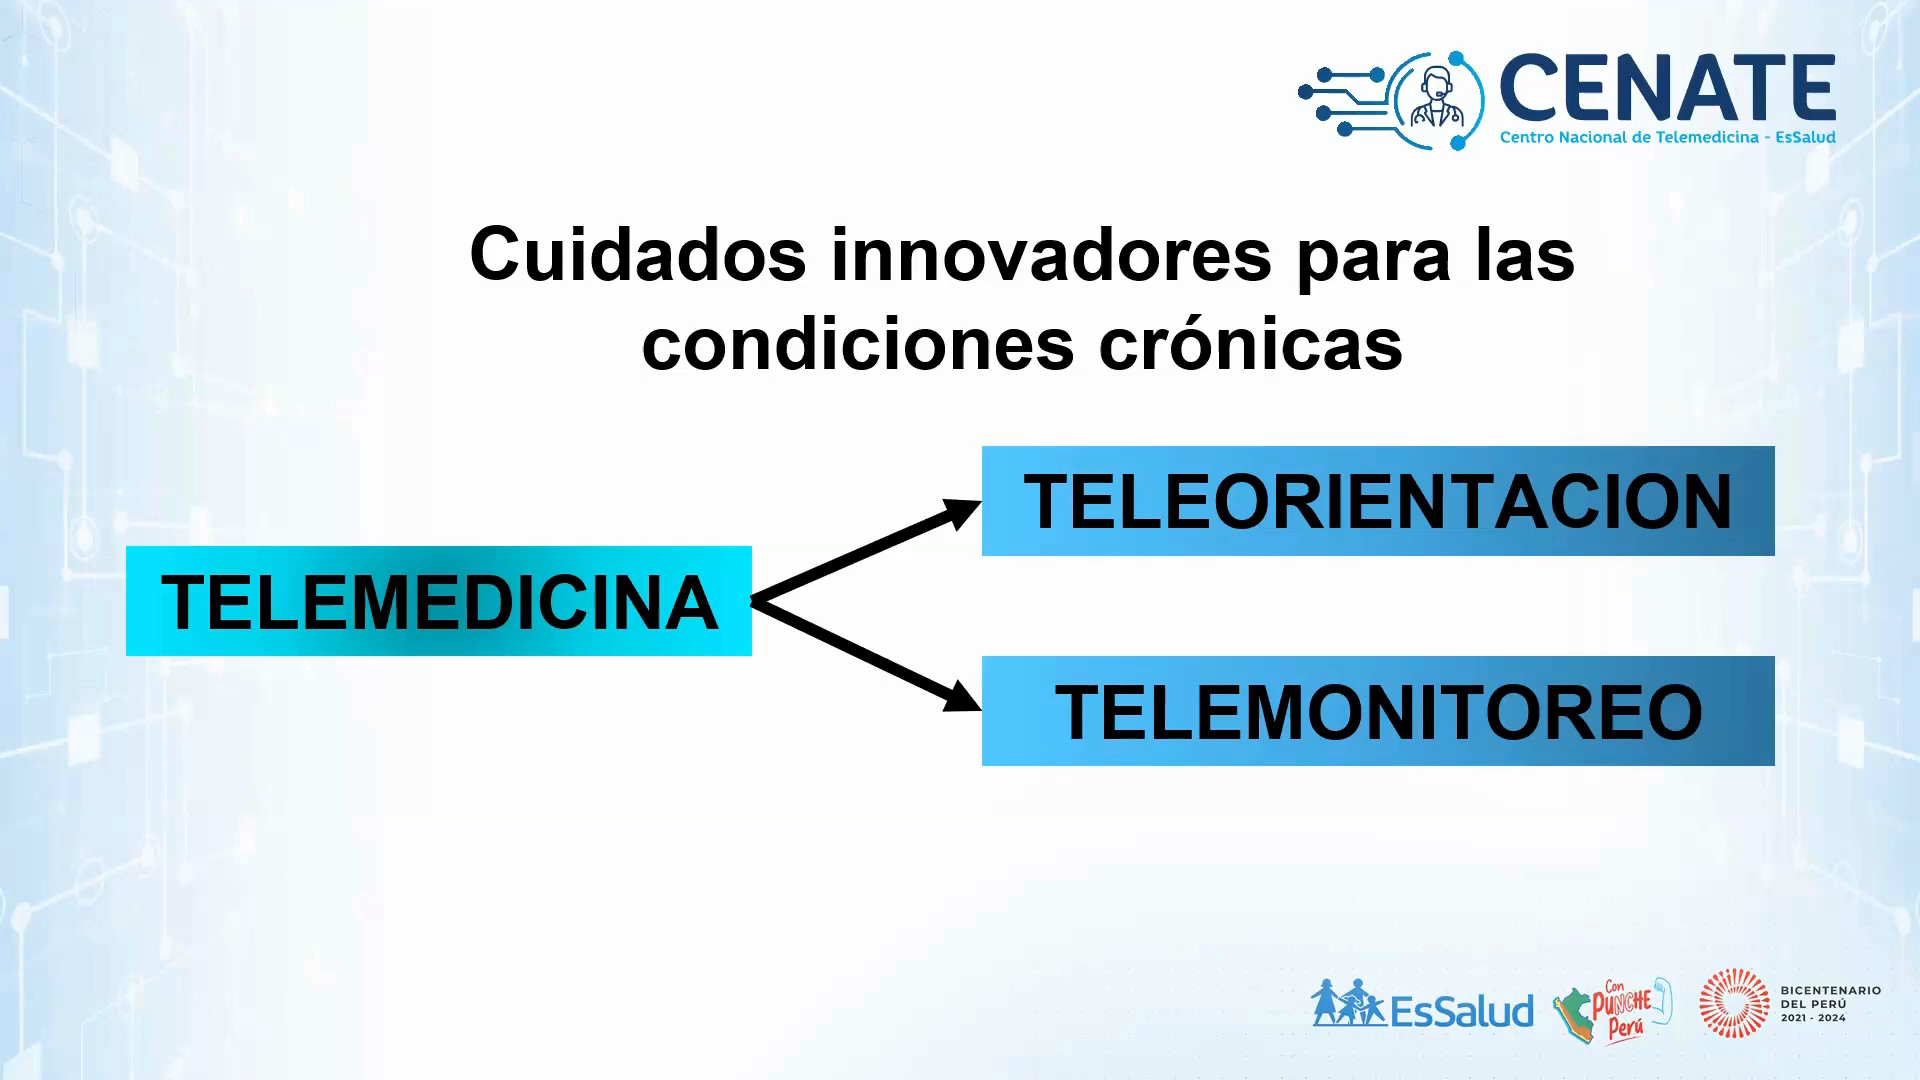 CENATE
Centro Nacional de Telemedicina - EsSalud
Cuidados innovadores para las
condiciones crónicas
TELEORIENTACION
TELEMEDICINA
TELEMONITOREO
EsSalud
Con
PUNCHE
Perú
BICENTENARIO
DEL PERÚ
2021 - 2024